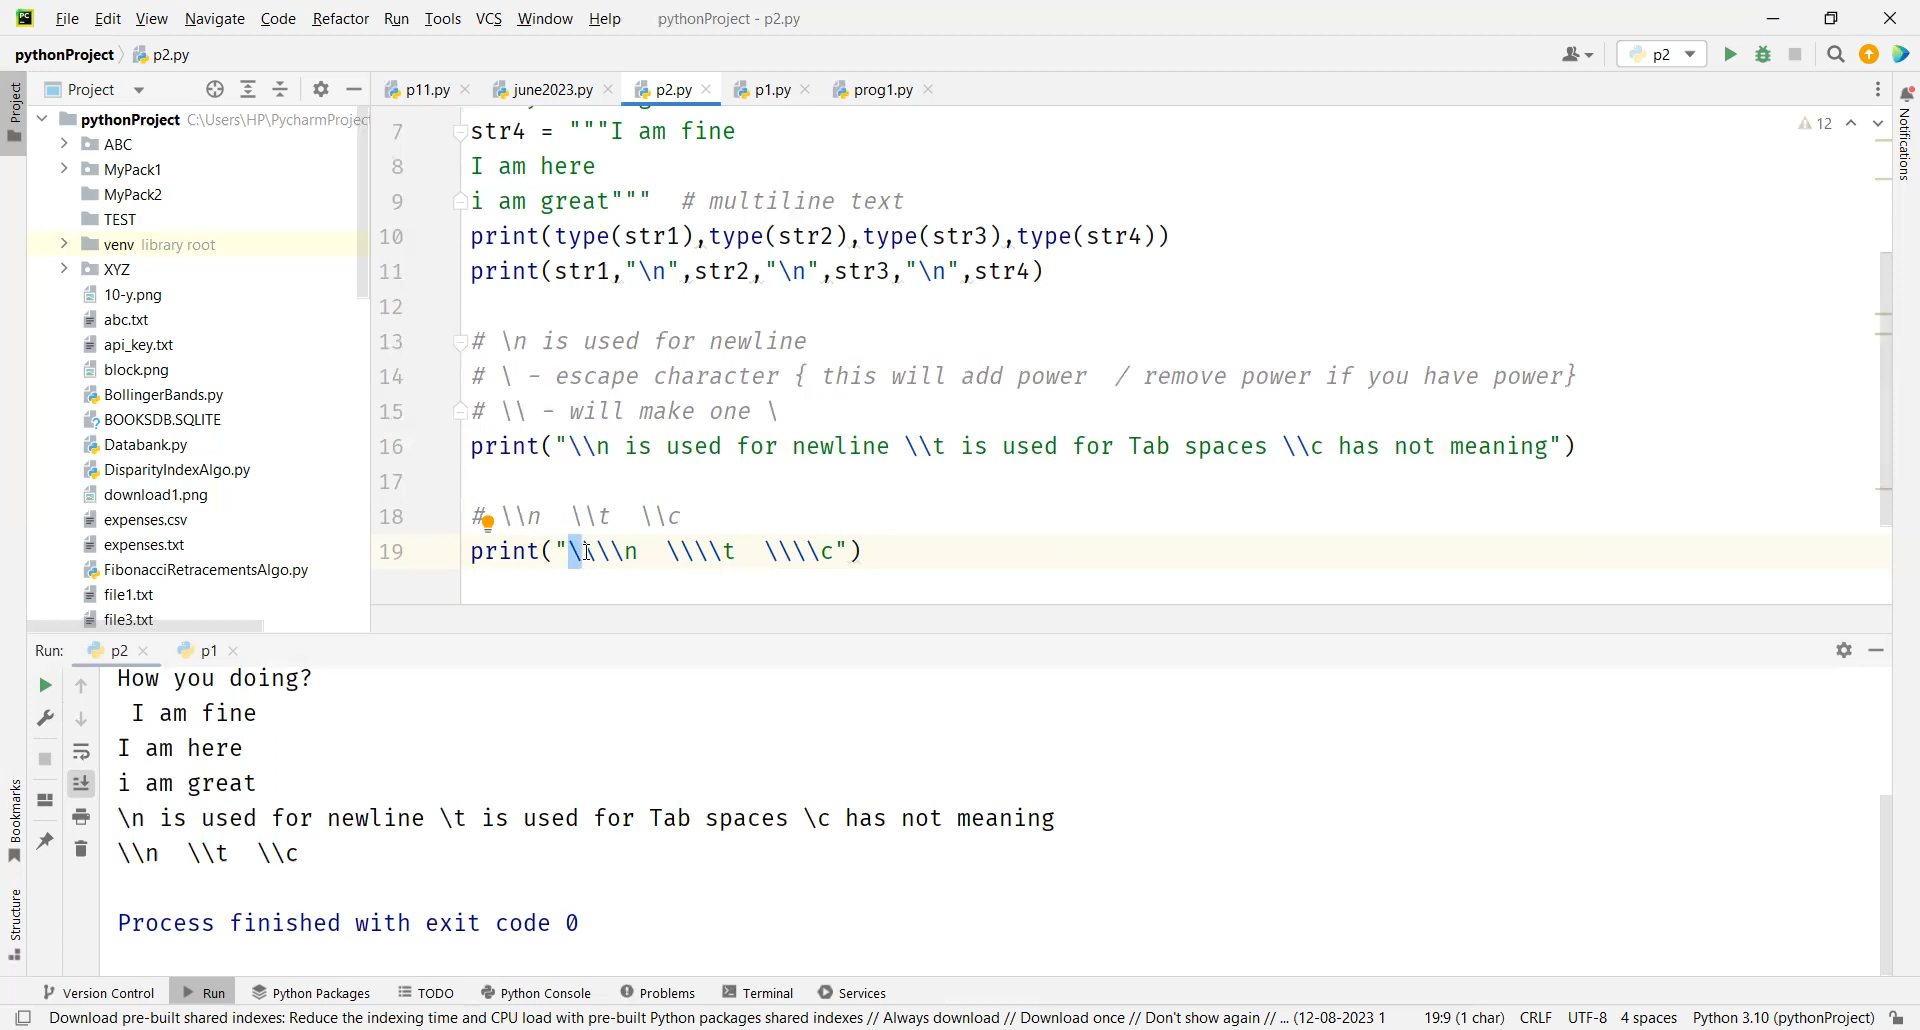 File Edit View Navigate Code Refactor Run Tools VCS Window Help pythonProject - p2.py
pythonProject p2.py p2
Project
Project
p11.py june2023.py p2.py p1.py prog1.py
pythonProject C:\Users\HP\PycharmProjec
ABC
MyPack1
MyPack2
TEST
venv library root
XYZ
10-y.png
abc.txt
api_key.txt
block.png
BollingerBands.py
BOOKSDB.SQLITE
Databank.py
DisparityIndexAlgo.py
download1.png
expenses.csv
expenses.txt
FibonacciRetracementsAlgo.py
file1.txt
file3.txt
12
7 str4 = """I am fine
8 I am here
9 i am great""" # multiline text
10 print(type(str1),type(str2),type(str3),type(str4))
11 print(str1,"\n",str2,"\n",str3,"\n",str4)
12
13 # \n is used for newline
14 # \ - escape character { this will add power / remove power if you have power}
15 # \\ - will make one \
16 print("\\n is used for newline \\t is used for Tab spaces \\c has not meaning")
17
18 # \\n \\t \\c
19 print("\\\\n \\\\t \\\\c")
Notifications
Run: p2 p1
How you doing?
I am fine
I am here
i am great
\n is used for newline \t is used for Tab spaces \c has not meaning
\\n \\t \\c
Process finished with exit code 0
Bookmarks
Structure
Version Control Run Python Packages TODO Python Console Problems Terminal Services
Download pre-built shared indexes: Reduce the indexing time and CPU load with pre-built Python packages shared indexes // Always download // Download once // Don't show again // ... (12-08-2023 1 19:9 (1 char) CRLF UTF-8 4 spaces Python 3.10 (pythonProject)